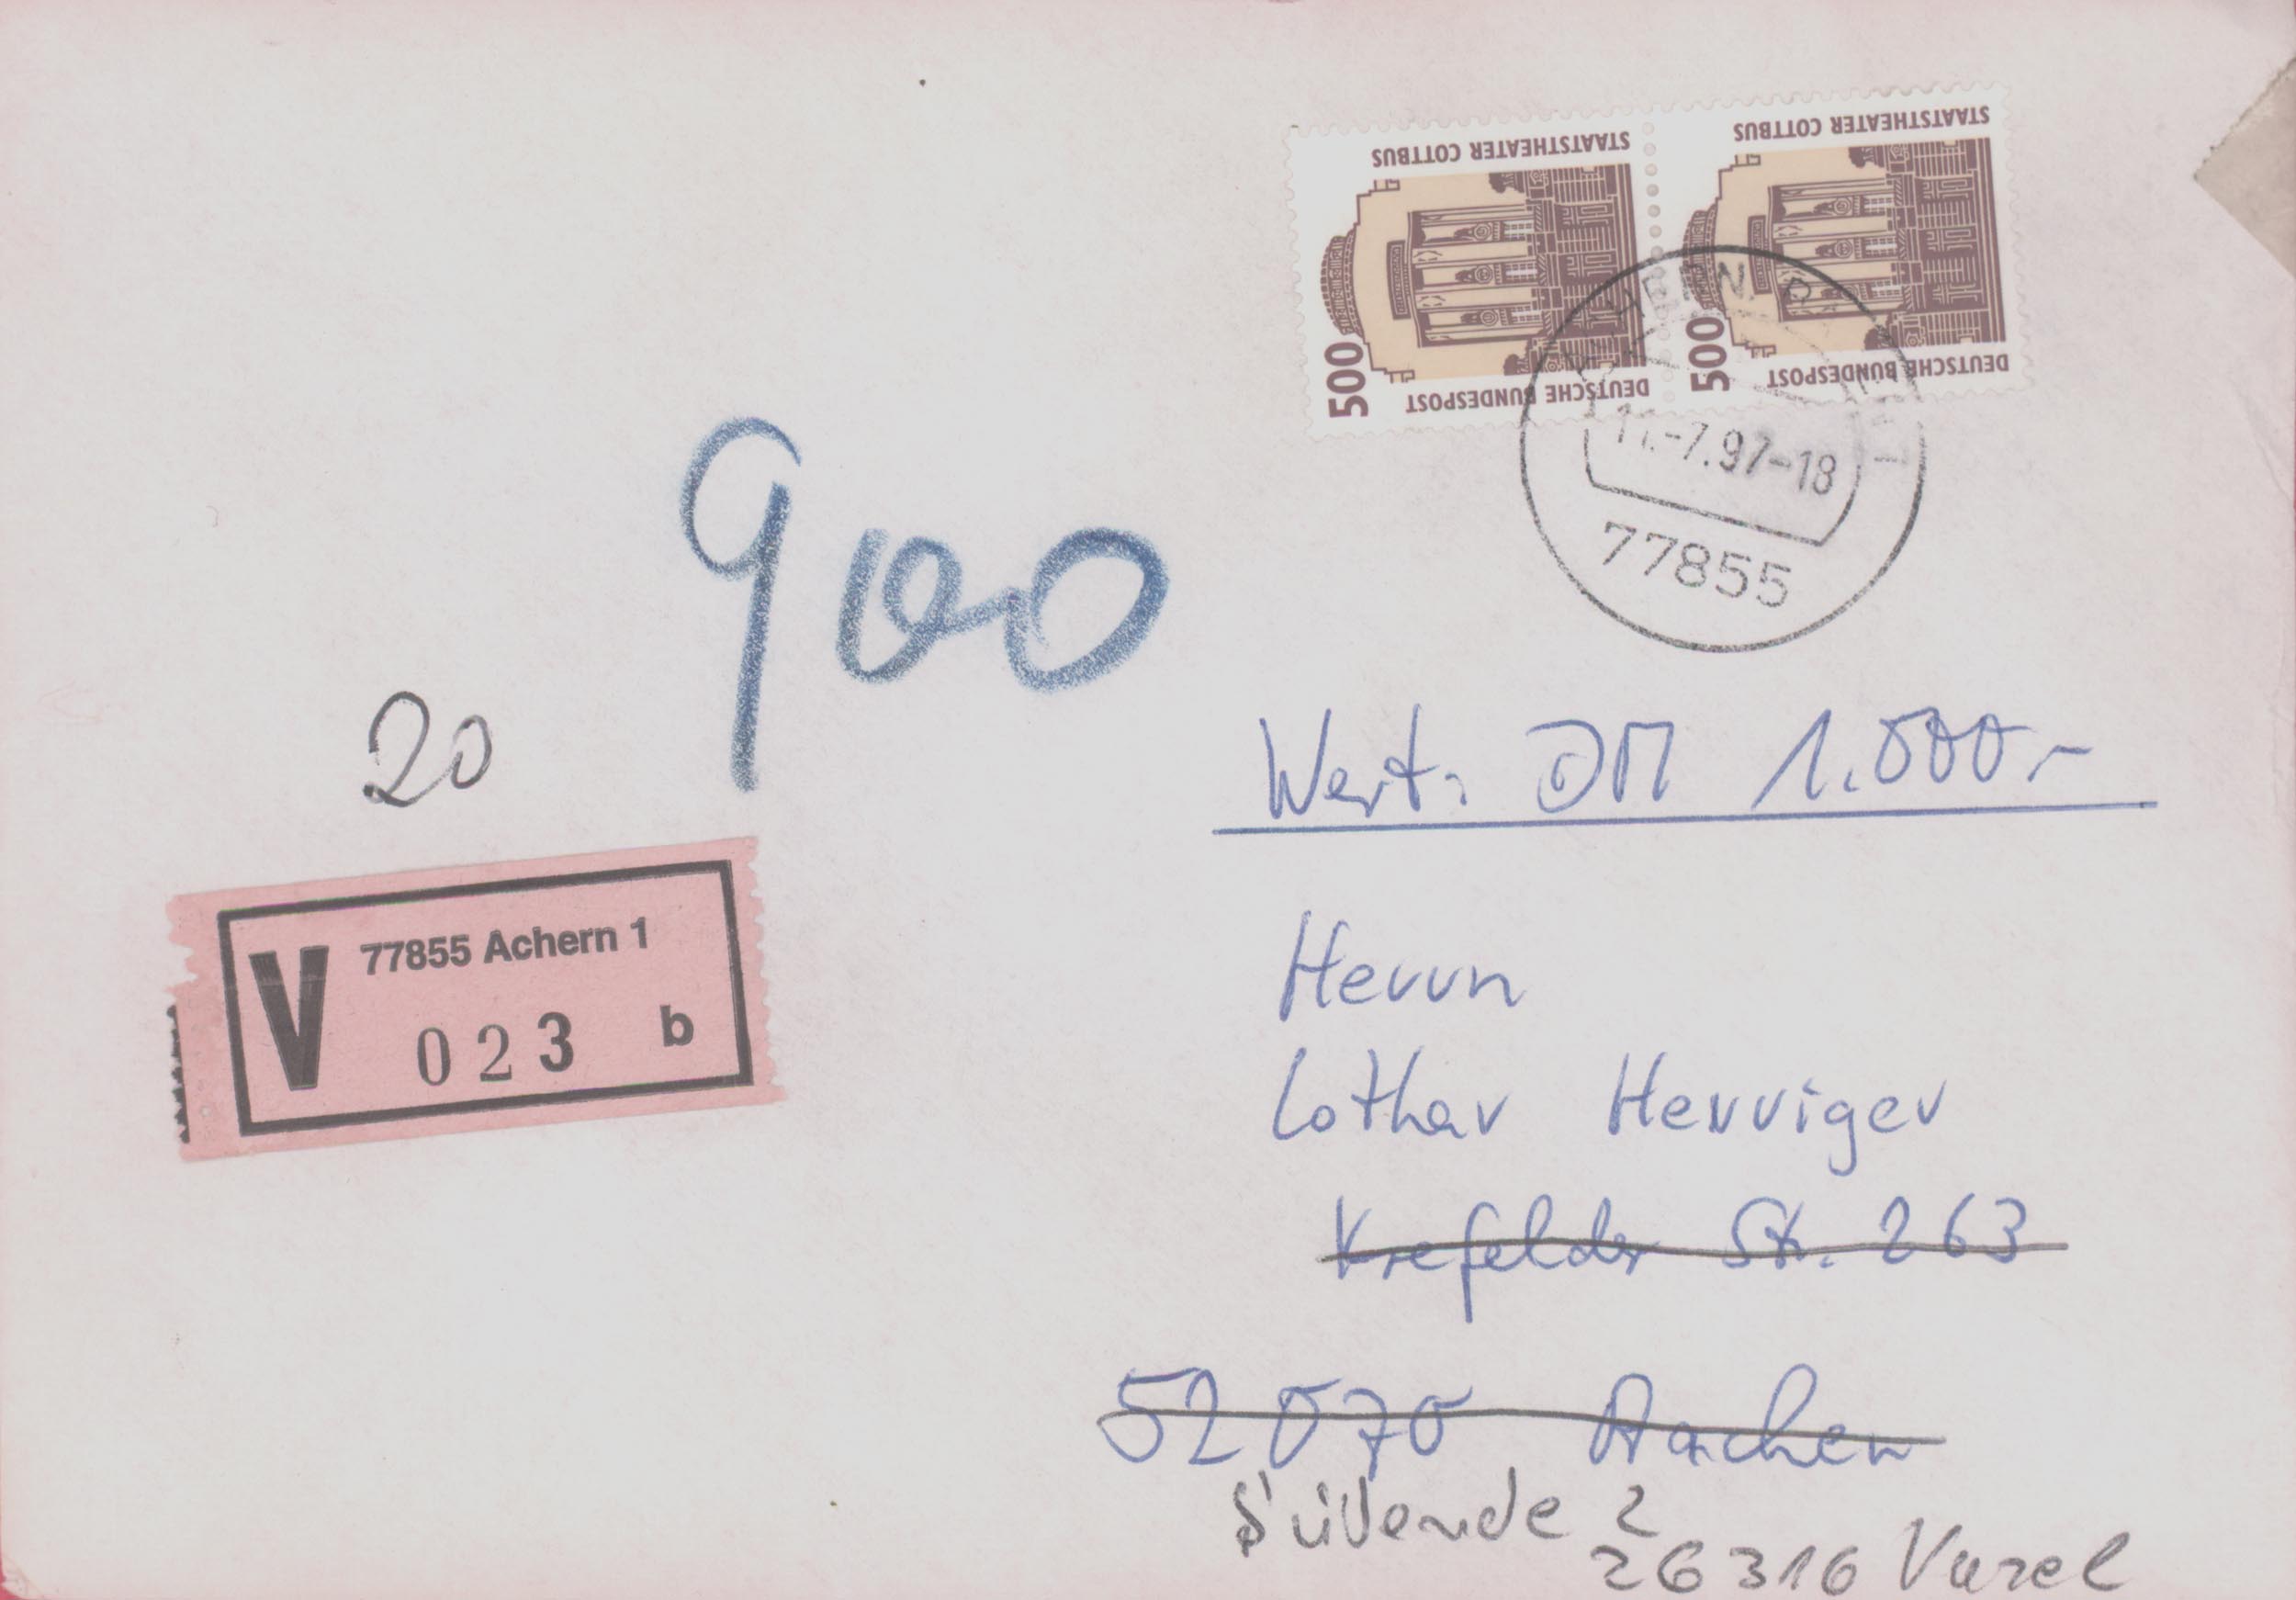 STAATSTHEATER COTTBUS
500
DEUTSCHE BUNDESPOST
STAATSTHEATER COTTBUS
500
DEUTSCHE BUNDESPOST
11.-7.97-18
77855
900
20
Wert: DM 1.000.-
V 77855 Achern 1
023 b
Herrn
Lothar Herriger
Krefelder Str. 263
52070 Aachen
2
26316 Varel